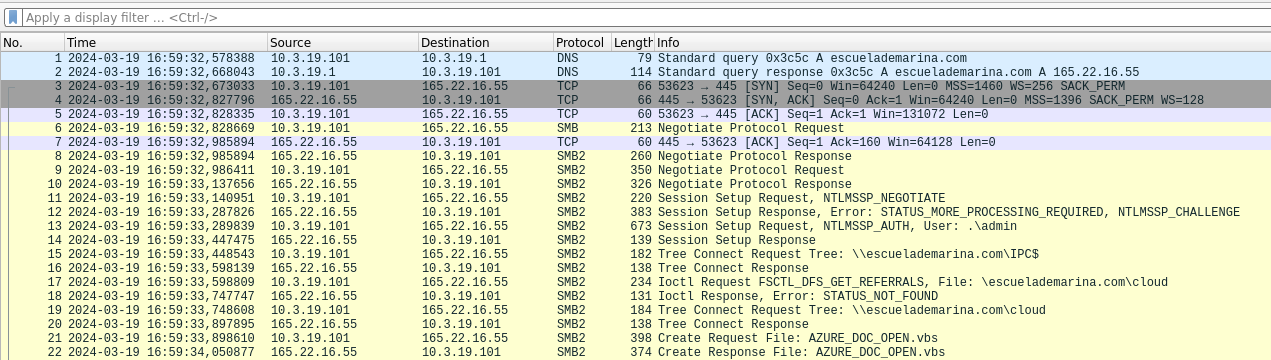 Apply a display filter ... <Ctrl-/>
No. Time Source Destination Protocol Length Info
1 2024-03-19 16:59:32,578388 10.3.19.101 10.3.19.1 DNS 79 Standard query 0x3c5c A escuelademarina.com
2 2024-03-19 16:59:32,668043 10.3.19.1 10.3.19.101 DNS 114 Standard query response 0x3c5c A escuelademarina.com A 165.22.16.55
3 2024-03-19 16:59:32,673033 10.3.19.101 165.22.16.55 TCP 66 53623 → 445 [SYN] Seq=0 Win=64240 Len=0 MSS=1460 WS=256 SACK_PERM
4 2024-03-19 16:59:32,827796 165.22.16.55 10.3.19.101 TCP 66 445 → 53623 [SYN, ACK] Seq=0 Ack=1 Win=64240 Len=0 MSS=1396 SACK_PERM WS=128
5 2024-03-19 16:59:32,828335 10.3.19.101 165.22.16.55 TCP 60 53623 → 445 [ACK] Seq=1 Ack=1 Win=131072 Len=0
6 2024-03-19 16:59:32,828669 10.3.19.101 165.22.16.55 SMB 213 Negotiate Protocol Request
7 2024-03-19 16:59:32,985894 165.22.16.55 10.3.19.101 TCP 60 445 → 53623 [ACK] Seq=1 Ack=160 Win=64128 Len=0
8 2024-03-19 16:59:32,985894 165.22.16.55 10.3.19.101 SMB2 260 Negotiate Protocol Response
9 2024-03-19 16:59:32,986411 10.3.19.101 165.22.16.55 SMB2 350 Negotiate Protocol Request
10 2024-03-19 16:59:33,137656 165.22.16.55 10.3.19.101 SMB2 326 Negotiate Protocol Response
11 2024-03-19 16:59:33,140951 10.3.19.101 165.22.16.55 SMB2 220 Session Setup Request, NTLMSSP_NEGOTIATE
12 2024-03-19 16:59:33,287826 165.22.16.55 10.3.19.101 SMB2 383 Session Setup Response, Error: STATUS_MORE_PROCESSING_REQUIRED, NTLMSSP_CHALLENGE
13 2024-03-19 16:59:33,289839 10.3.19.101 165.22.16.55 SMB2 673 Session Setup Request, NTLMSSP_AUTH, User: .\admin
14 2024-03-19 16:59:33,447475 165.22.16.55 10.3.19.101 SMB2 139 Session Setup Response
15 2024-03-19 16:59:33,448543 10.3.19.101 165.22.16.55 SMB2 182 Tree Connect Request Tree: \\escuelademarina.com\IPC$
16 2024-03-19 16:59:33,598139 165.22.16.55 10.3.19.101 SMB2 138 Tree Connect Response
17 2024-03-19 16:59:33,598809 10.3.19.101 165.22.16.55 SMB2 234 Ioctl Request FSCTL_DFS_GET_REFERRALS, File: \escuelademarina.com\cloud
18 2024-03-19 16:59:33,747747 165.22.16.55 10.3.19.101 SMB2 131 Ioctl Response, Error: STATUS_NOT_FOUND
19 2024-03-19 16:59:33,748608 10.3.19.101 165.22.16.55 SMB2 184 Tree Connect Request Tree: \\escuelademarina.com\cloud
20 2024-03-19 16:59:33,897895 165.22.16.55 10.3.19.101 SMB2 138 Tree Connect Response
21 2024-03-19 16:59:33,898610 10.3.19.101 165.22.16.55 SMB2 398 Create Request File: AZURE_DOC_OPEN.vbs
22 2024-03-19 16:59:34,050877 165.22.16.55 10.3.19.101 SMB2 374 Create Response File: AZURE_DOC_OPEN.vbs